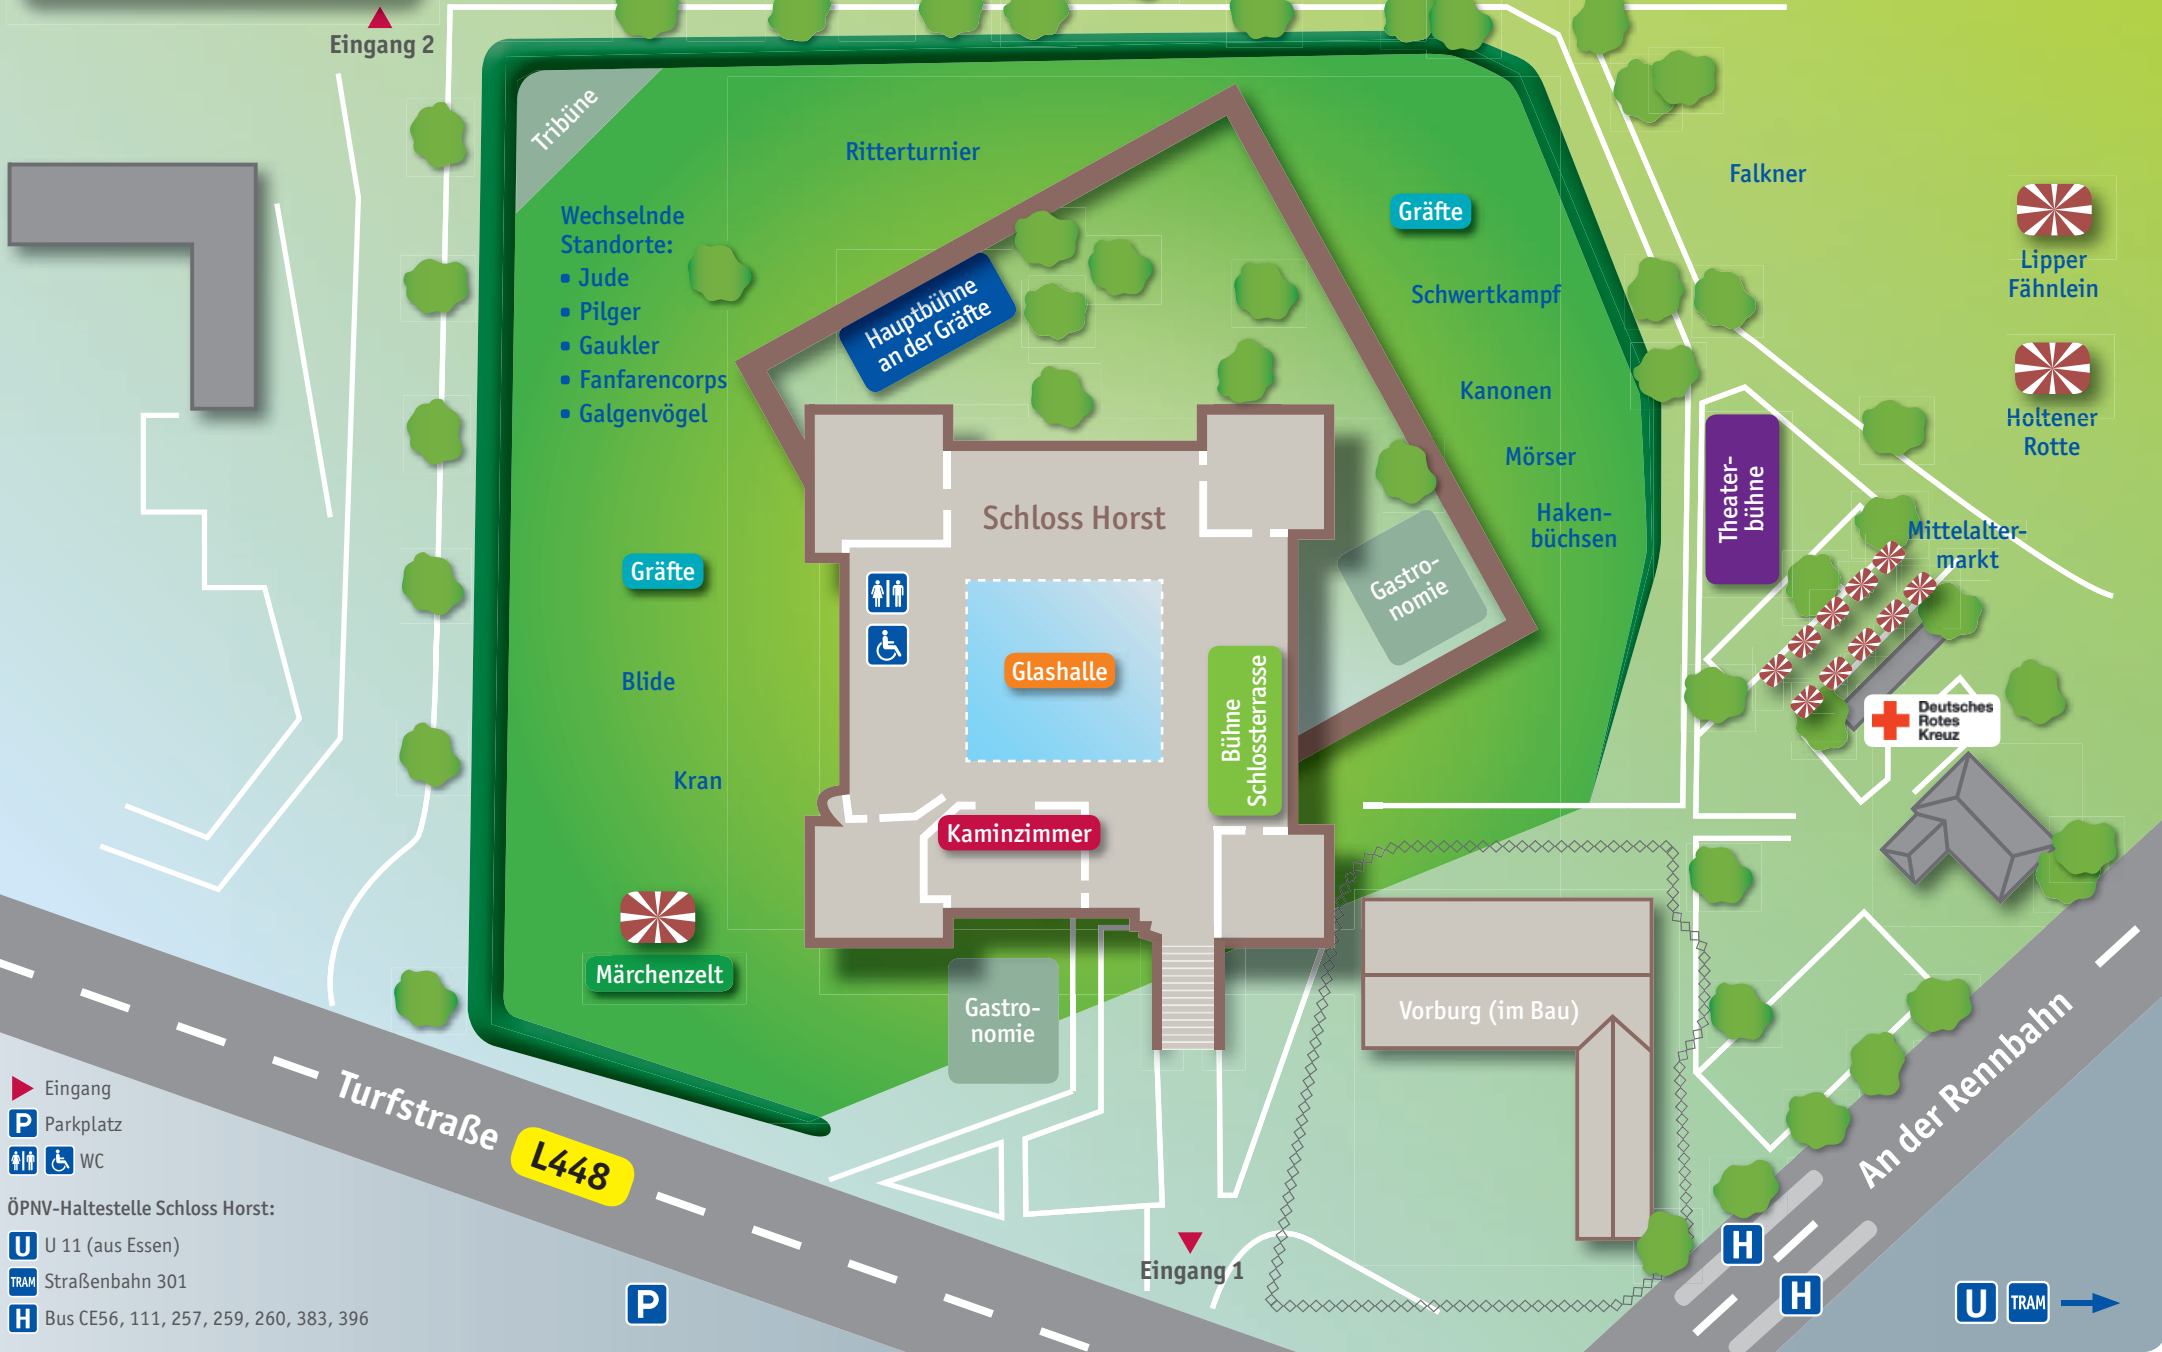 Eingang 2
Tribüne
Ritterturnier
Falkner
Gräfte
Wechselnde
Standorte:
▪ Jude
▪ Pilger
▪ Gaukler
▪ Fanfarencorps
▪ Galgenvögel
Hauptbühne
an der Gräfte
Lipper
Fähnlein
Schwertkampf
Kanonen
Holtener
Rotte
Mörser
Haken-
büchsen
Theater-
bühne
Mittelalter-
markt
Schloss Horst
Gräfte
Gastro-
nomie
Glashalle
Blide
Bühne
Schlossterrasse
Deutsches
Rotes
Kreuz
Kran
Kaminzimmer
Märchenzelt
Gastro-
nomie
Vorburg (im Bau)
Turfstraße
L448
An der Rennbahn
Eingang 1
Eingang
P Parkplatz
WC
ÖPNV-Haltestelle Schloss Horst:
U U 11 (aus Essen)
TRAM Straßenbahn 301
H Bus CE56, 111, 257, 259, 260, 383, 396
P
H
H
U TRAM